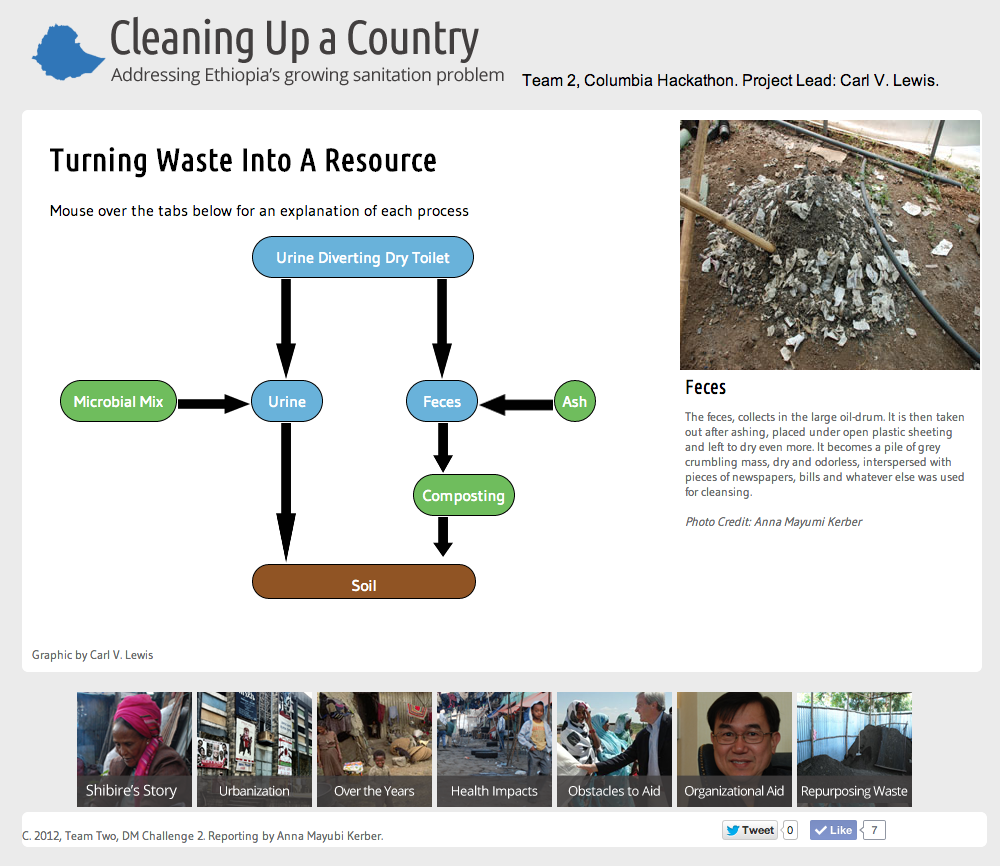 Cleaning Up a Country
Addressing Ethiopia's growing sanitation problem
Team 2, Columbia Hackathon. Project Lead: Carl V. Lewis.
Turning Waste Into A Resource
Mouse over the tabs below for an explanation of each process
Urine Diverting Dry Toilet
Microbial Mix
Urine
Feces
Ash
Composting
Soil
Graphic by Carl V. Lewis
Feces
The feces, collects in the large oil-drum. It is then taken
out after ashing, placed under open plastic sheeting
and left to dry even more. It becomes a pile of grey
crumbling mass, dry and odorless, interspersed with
pieces of newspapers, bills and whatever else was used
for cleansing.
Photo Credit: Anna Mayumi Kerber
Shibire's Story
Urbanization
Over the Years
Health Impacts
Obstacles to Aid
Organizational Aid
Repurposing Waste
C. 2012, Team Two, DM Challenge 2. Reporting by Anna Mayubi Kerber.
Tweet
0
Like
7